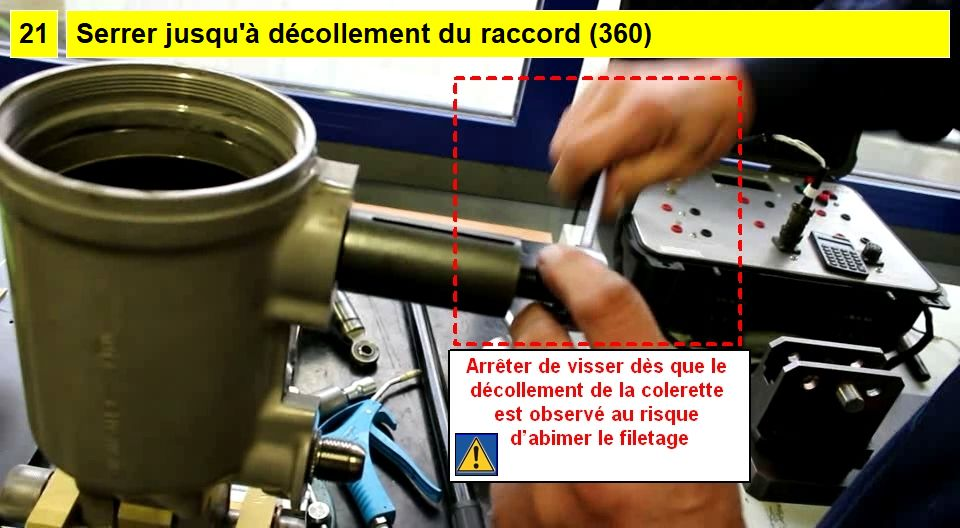 21 Serrer jusqu'à décollement du raccord (360)
Arrêter de visser dès que le
décollement de la colerette
est observé au risque
d'abimer le filetage